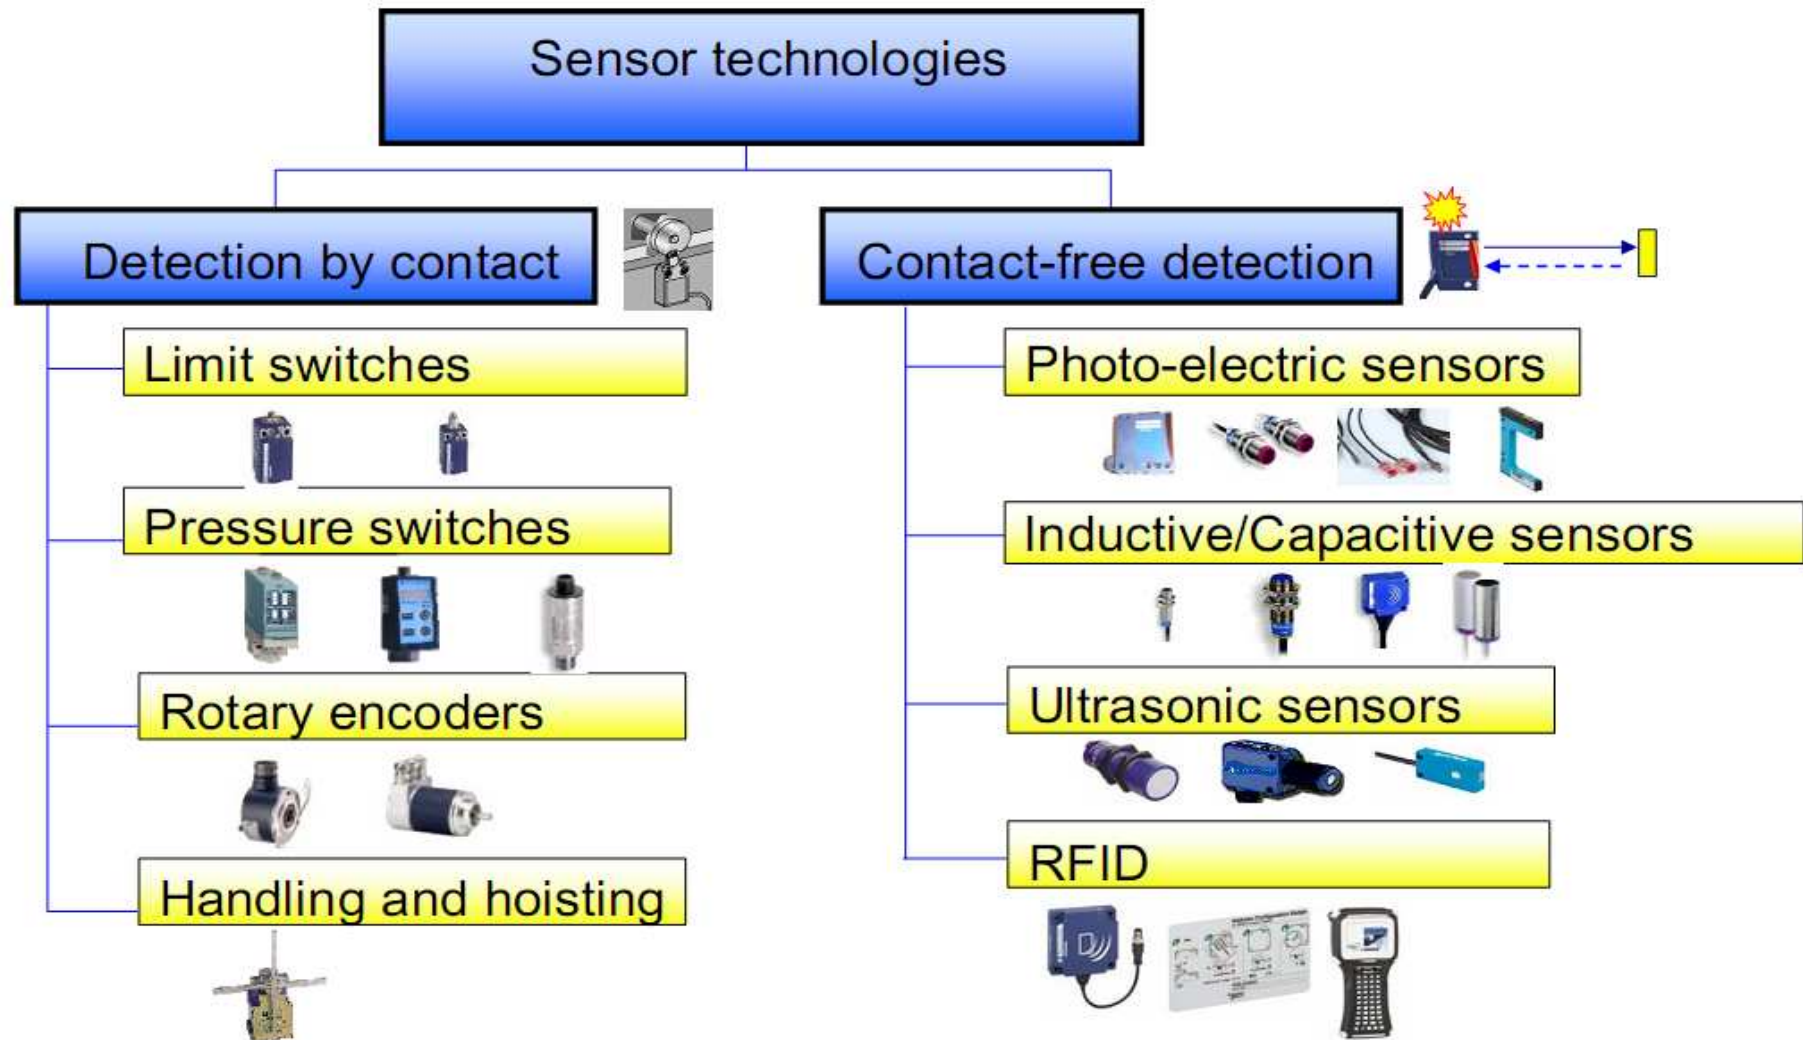 Sensor technologies
Detection by contact
Contact-free detection
Limit switches
Photo-electric sensors
Pressure switches
Inductive/Capacitive sensors
Rotary encoders
Ultrasonic sensors
Handling and hoisting
RFID